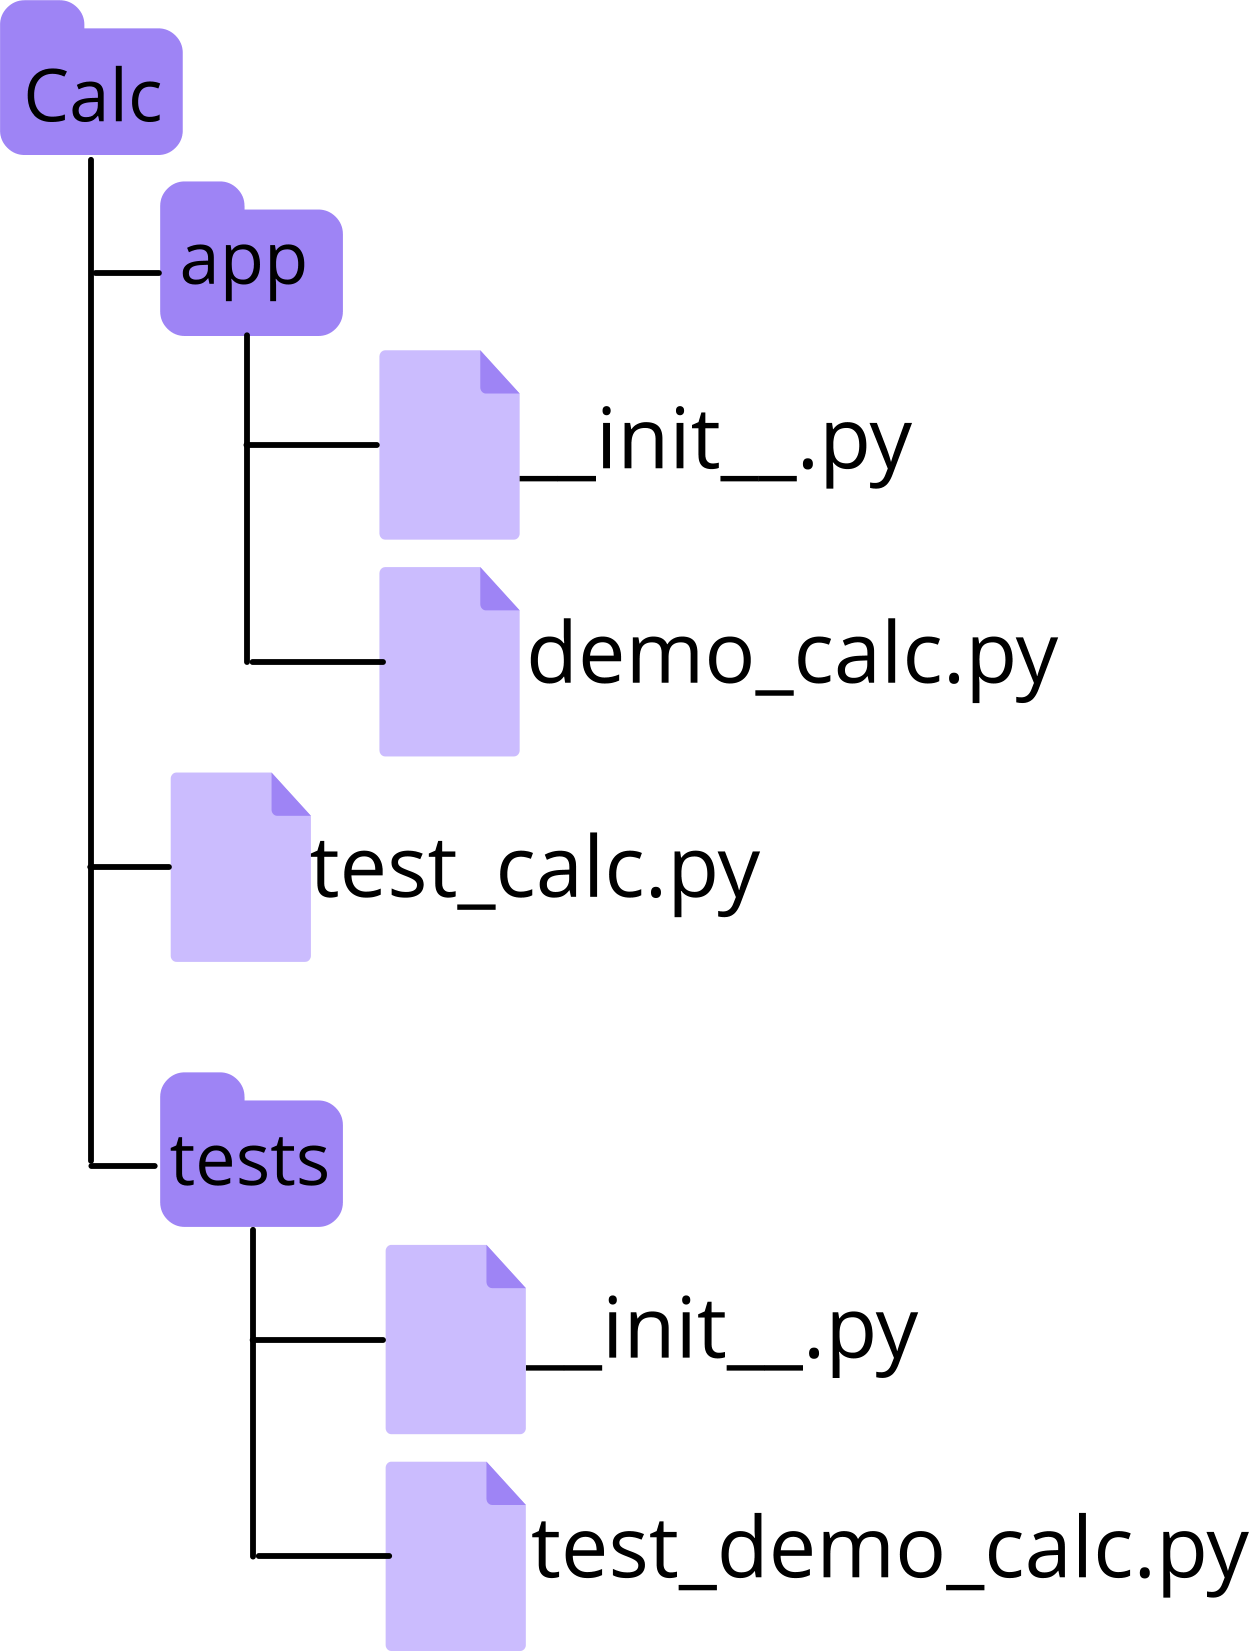 Calc
app
__init__.py
demo_calc.py
test_calc.py
tests
__init__.py
test_demo_calc.py